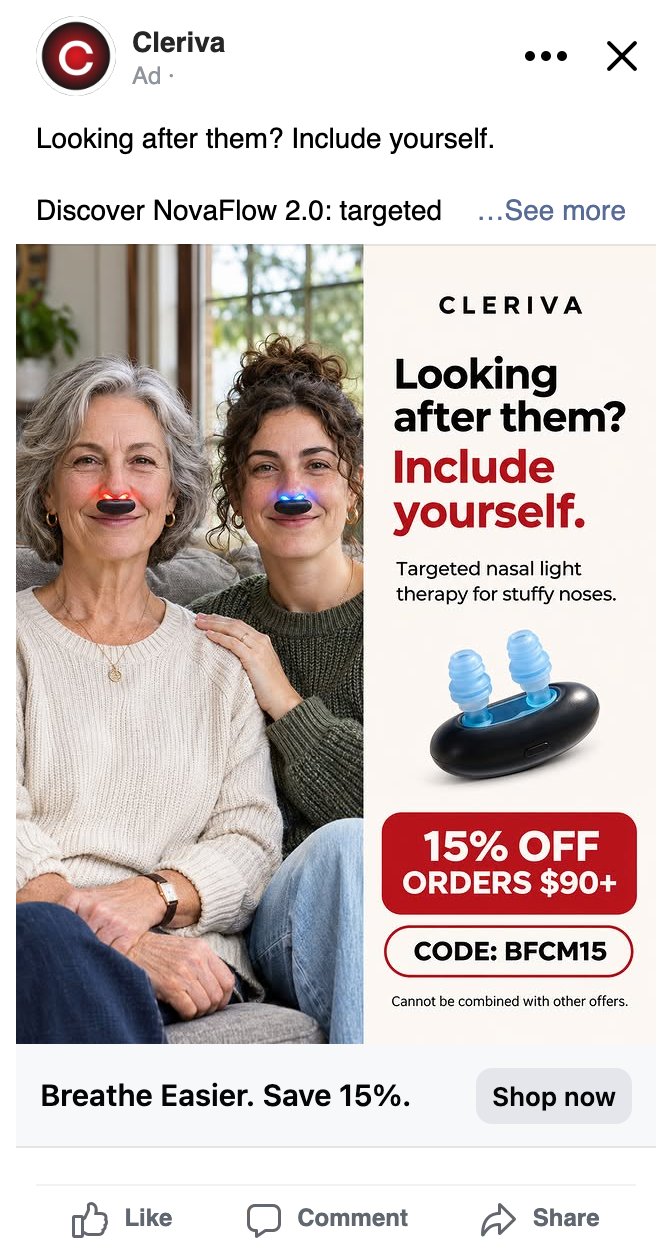 C
Cleriva
Ad ·
Looking after them? Include yourself.
Discover NovaFlow 2.0: targeted ...See more
CLERIVA
Looking
after them?
Include
yourself.
Targeted nasal light
therapy for stuffy noses.
15% OFF
ORDERS $90+
CODE: BFCM15
Cannot be combined with other offers.
Breathe Easier. Save 15%.
Shop now
Like
Comment
Share